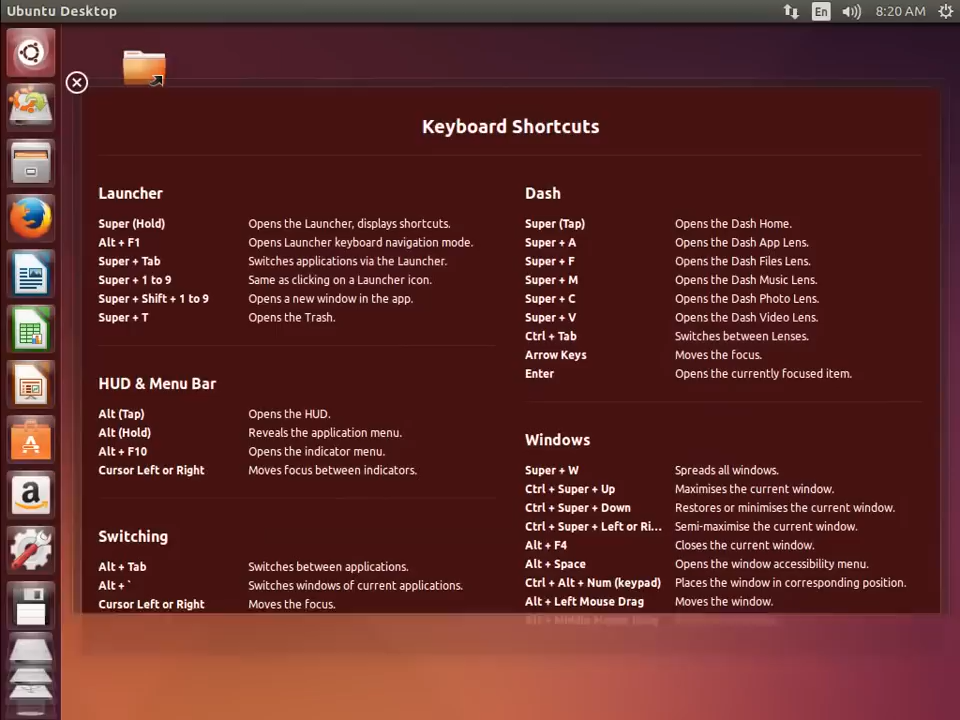 Ubuntu Desktop
En
8:20 AM
Keyboard Shortcuts
Launcher
Super (Hold) Opens the Launcher, displays shortcuts.
Alt + F1 Opens Launcher keyboard navigation mode.
Super + Tab Switches applications via the Launcher.
Super + 1 to 9 Same as clicking on a Launcher icon.
Super + Shift + 1 to 9 Opens a new window in the app.
Super + T Opens the Trash.
HUD & Menu Bar
Alt (Tap) Opens the HUD.
Alt (Hold) Reveals the application menu.
Alt + F10 Opens the indicator menu.
Cursor Left or Right Moves focus between indicators.
Switching
Alt + Tab Switches between applications.
Alt + ` Switches windows of current applications.
Cursor Left or Right Moves the focus.
Dash
Super (Tap) Opens the Dash Home.
Super + A Opens the Dash App Lens.
Super + F Opens the Dash Files Lens.
Super + M Opens the Dash Music Lens.
Super + C Opens the Dash Photo Lens.
Super + V Opens the Dash Video Lens.
Ctrl + Tab Switches between Lenses.
Arrow Keys Moves the focus.
Enter Opens the currently focused item.
Windows
Super + W Spreads all windows.
Ctrl + Super + Up Maximises the current window.
Ctrl + Super + Down Restores or minimises the current window.
Ctrl + Super + Left or Ri... Semi-maximise the current window.
Alt + F4 Closes the current window.
Alt + Space Opens the window accessibility menu.
Ctrl + Alt + Num (keypad) Places the window in corresponding position.
Alt + Left Mouse Drag Moves the window.